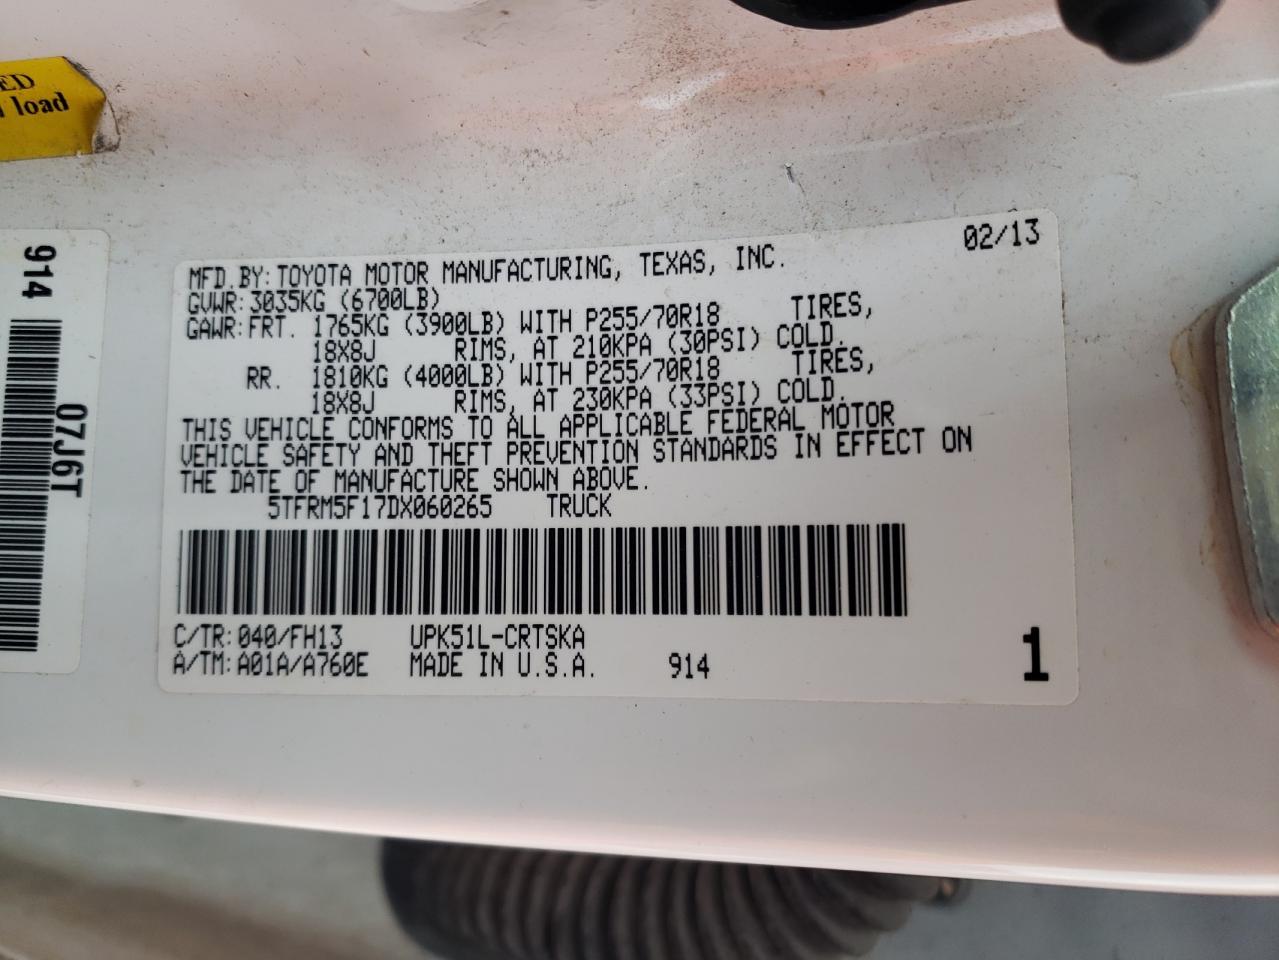 ED
load
914
07J6T
02/13
MFD.BY: TOYOTA MOTOR MANUFACTURING, TEXAS, INC.
GVWR: 3035KG (6700LB)
GAWR: FRT. 1765KG (3900LB) WITH P255/70R18 TIRES,
18X8J RIMS, AT 210KPA (30PSI) COLD.
RR. 1810KG (4000LB) WITH P255/70R18 TIRES,
18X8J RIMS, AT 230KPA (33PSI) COLD.
THIS VEHICLE CONFORMS TO ALL APPLICABLE FEDERAL MOTOR
VEHICLE SAFETY AND THEFT PREVENTION STANDARDS IN EFFECT ON
THE DATE OF MANUFACTURE SHOWN ABOVE.
5TFRM5F17DX060265 TRUCK
C/TR: 040/FH13 UPK51L-CRTSKA
A/TM: A01A/A760E MADE IN U.S.A. 914 1